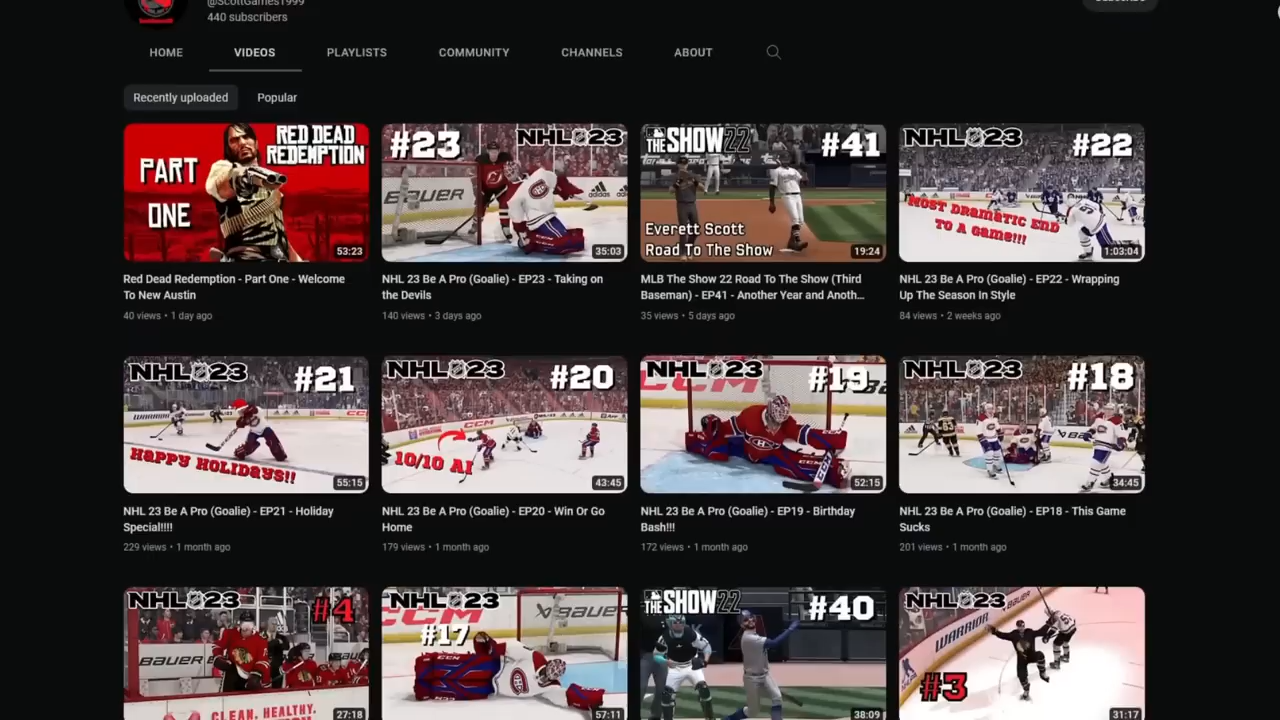 @ScottGames1999
440 subscribers
HOME
VIDEOS
PLAYLISTS
COMMUNITY
CHANNELS
ABOUT
Recently uploaded
Popular
PART
ONE
RED DEAD
REDEMPTION
53:23
#23
NHL 23
BAUER
adidas
35:03
THE SHOW 22
#41
Everett Scott
Road To The Show
19:24
NHL 23
#22
MOST DRAMATIC END
TO A GAME!!!
1:03:04
Red Dead Redemption - Part One - Welcome
To New Austin
40 views • 1 day ago
NHL 23 Be A Pro (Goalie) - EP23 - Taking on
the Devils
140 views • 3 days ago
MLB The Show 22 Road To The Show (Third
Baseman) - EP41 - Another Year and Anoth...
35 views • 5 days ago
NHL 23 Be A Pro (Goalie) - EP22 - Wrapping
Up The Season In Style
84 views • 2 weeks ago
NHL 23
#21
WARRIOR
HAPPY HOLIDAYS!!
55:15
NHL 23
#20
CCM
10/10 AI
43:45
NHL 23
#19
CCM
52:15
NHL 23
#18
34:45
NHL 23 Be A Pro (Goalie) - EP21 - Holiday
Special!!!!
229 views • 1 month ago
NHL 23 Be A Pro (Goalie) - EP20 - Win Or Go
Home
179 views • 1 month ago
NHL 23 Be A Pro (Goalie) - EP19 - Birthday
Bash!!!
172 views • 1 month ago
NHL 23 Be A Pro (Goalie) - EP18 - This Game
Sucks
201 views • 1 month ago
NHL 23
#4
BAUER
CLEAN. HEALTHY.
27:18
NHL 23
CCM
#17
BAUER
57:11
THE SHOW 22
#40
38:09
NHL 23
BAUER
WARRIOR
#3
31:17